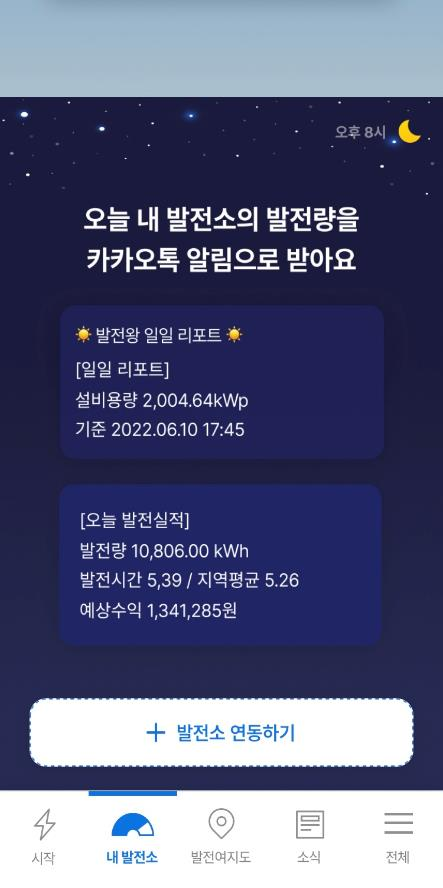 오후 8시
오늘 내 발전소의 발전량을
카카오톡 알림으로 받아요
☀️ 발전왕 일일 리포트 ☀️
[일일 리포트]
설비용량 2,004.64kWp
기준 2022.06.10 17:45
[오늘 발전실적]
발전량 10,806.00 kWh
발전시간 5,39 / 지역평균 5.26
예상수익 1,341,285원
+ 발전소 연동하기
시작
내 발전소
발전여지도
소식
전체